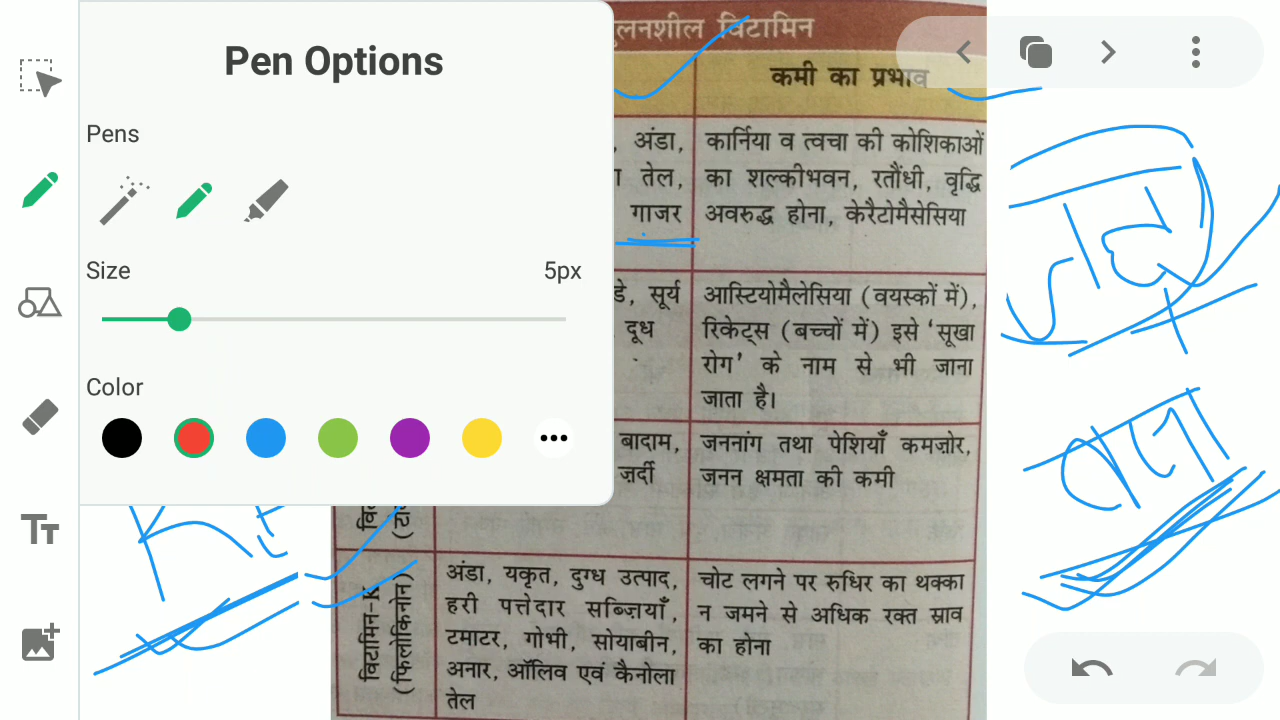 Pen Options
Pens
Size 5px
Color
विटामिन
कमी का प्रभाव
अंडा,
तेल,
गाजर
कार्निया व त्वचा की कोशिकाओं
का शल्कीभवन, रतौंधी, वृद्धि
अवरुद्ध होना, केरैटोमैसेसिया
सूर्य
दूध
आस्टियोमैलेसिया (वयस्कों में),
रिकेट्स (बच्चों में) इसे ‘सूखा
रोग’ के नाम से भी जाना
जाता है।
बादाम,
ज़र्दी
जननांग तथा पेशियाँ कमज़ोर,
जनन क्षमता की कमी
विटामिन-K
(फिलोकिनोन)
अंडा, यकृत, दुग्ध उत्पाद,
हरी पत्तेदार सब्ज़ियाँ,
टमाटर, गोभी, सोयाबीन,
अनार, ऑलिव एवं कैनोला
तेल
चोट लगने पर रुधिर का थक्का
न जमने से अधिक रक्त स्राव
का होना
Tт